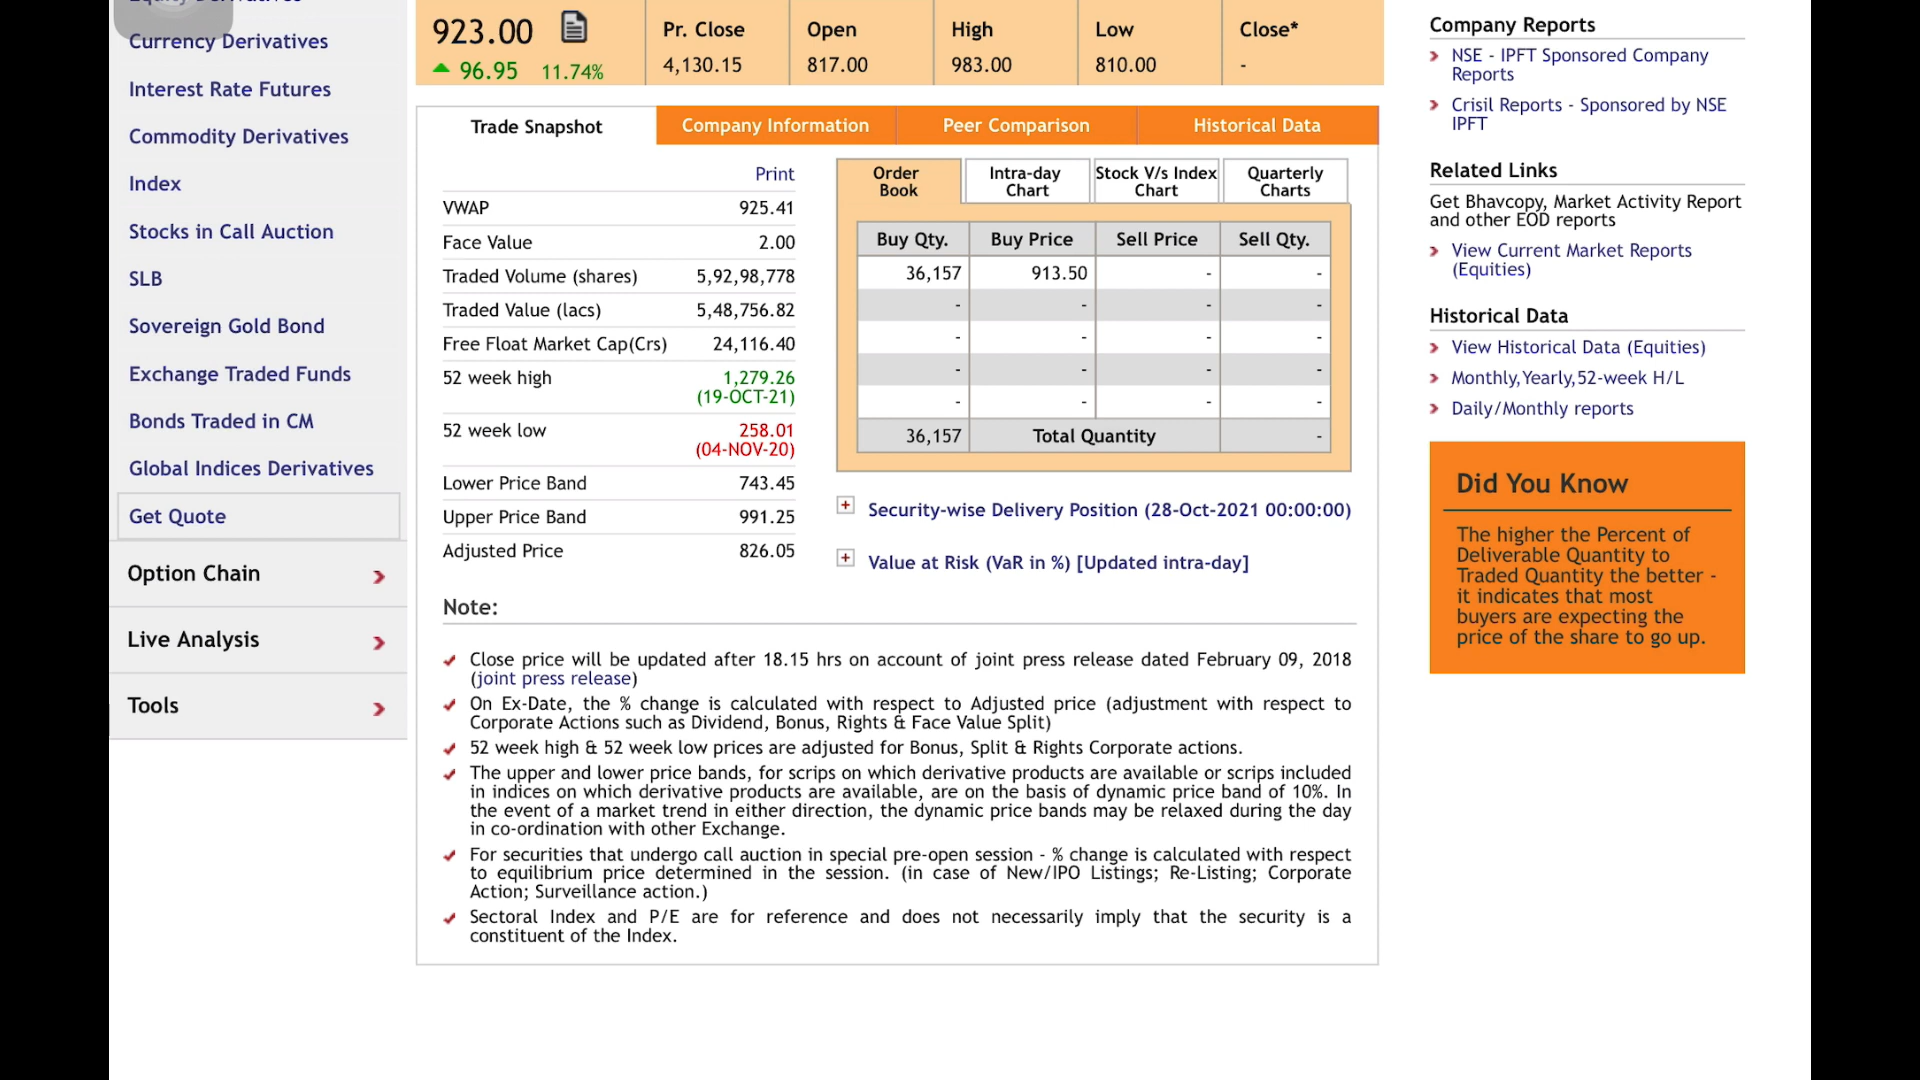 Equity Derivatives
Currency Derivatives
Interest Rate Futures
Commodity Derivatives
Index
Stocks in Call Auction
SLB
Sovereign Gold Bond
Exchange Traded Funds
Bonds Traded in CM
Global Indices Derivatives
Get Quote
Option Chain
Live Analysis
Tools
923.00
96.95 11.74%
Pr. Close Open High Low Close*
4,130.15 817.00 983.00 810.00 -
Trade Snapshot Company Information Peer Comparison Historical Data
Print
VWAP 925.41
Face Value 2.00
Traded Volume (shares) 5,92,98,778
Traded Value (lacs) 5,48,756.82
Free Float Market Cap(Crs) 24,116.40
52 week high 1,279.26
(19-OCT-21)
52 week low 258.01
(04-NOV-20)
Lower Price Band 743.45
Upper Price Band 991.25
Adjusted Price 826.05
Order Book Intra-day Chart Stock V/s Index Chart Quarterly Charts
Buy Qty. Buy Price Sell Price Sell Qty.
36,157 913.50 - -
- - - -
- - - -
- - - -
- - - -
36,157 Total Quantity -
Security-wise Delivery Position (28-Oct-2021 00:00:00)
Value at Risk (VaR in %) [Updated intra-day]
Note:
Close price will be updated after 18.15 hrs on account of joint press release dated February 09, 2018
(joint press release)
On Ex-Date, the % change is calculated with respect to Adjusted price (adjustment with respect to
Corporate Actions such as Dividend, Bonus, Rights & Face Value Split)
52 week high & 52 week low prices are adjusted for Bonus, Split & Rights Corporate actions.
The upper and lower price bands, for scrips on which derivative products are available or scrips included
in indices on which derivative products are available, are on the basis of dynamic price band of 10%. In
the event of a market trend in either direction, the dynamic price bands may be relaxed during the day
in co-ordination with other Exchange.
For securities that undergo call auction in special pre-open session - % change is calculated with respect
to equilibrium price determined in the session. (in case of New/IPO Listings; Re-Listing; Corporate
Action; Surveillance action.)
Sectoral Index and P/E are for reference and does not necessarily imply that the security is a
constituent of the Index.
Company Reports
NSE - IPFT Sponsored Company
Reports
Crisil Reports - Sponsored by NSE
IPFT
Related Links
Get Bhavcopy, Market Activity Report
and other EOD reports
View Current Market Reports
(Equities)
Historical Data
View Historical Data (Equities)
Monthly,Yearly,52-week H/L
Daily/Monthly reports
Did You Know
The higher the Percent of
Deliverable Quantity to
Traded Quantity the better -
it indicates that most
buyers are expecting the
price of the share to go up.